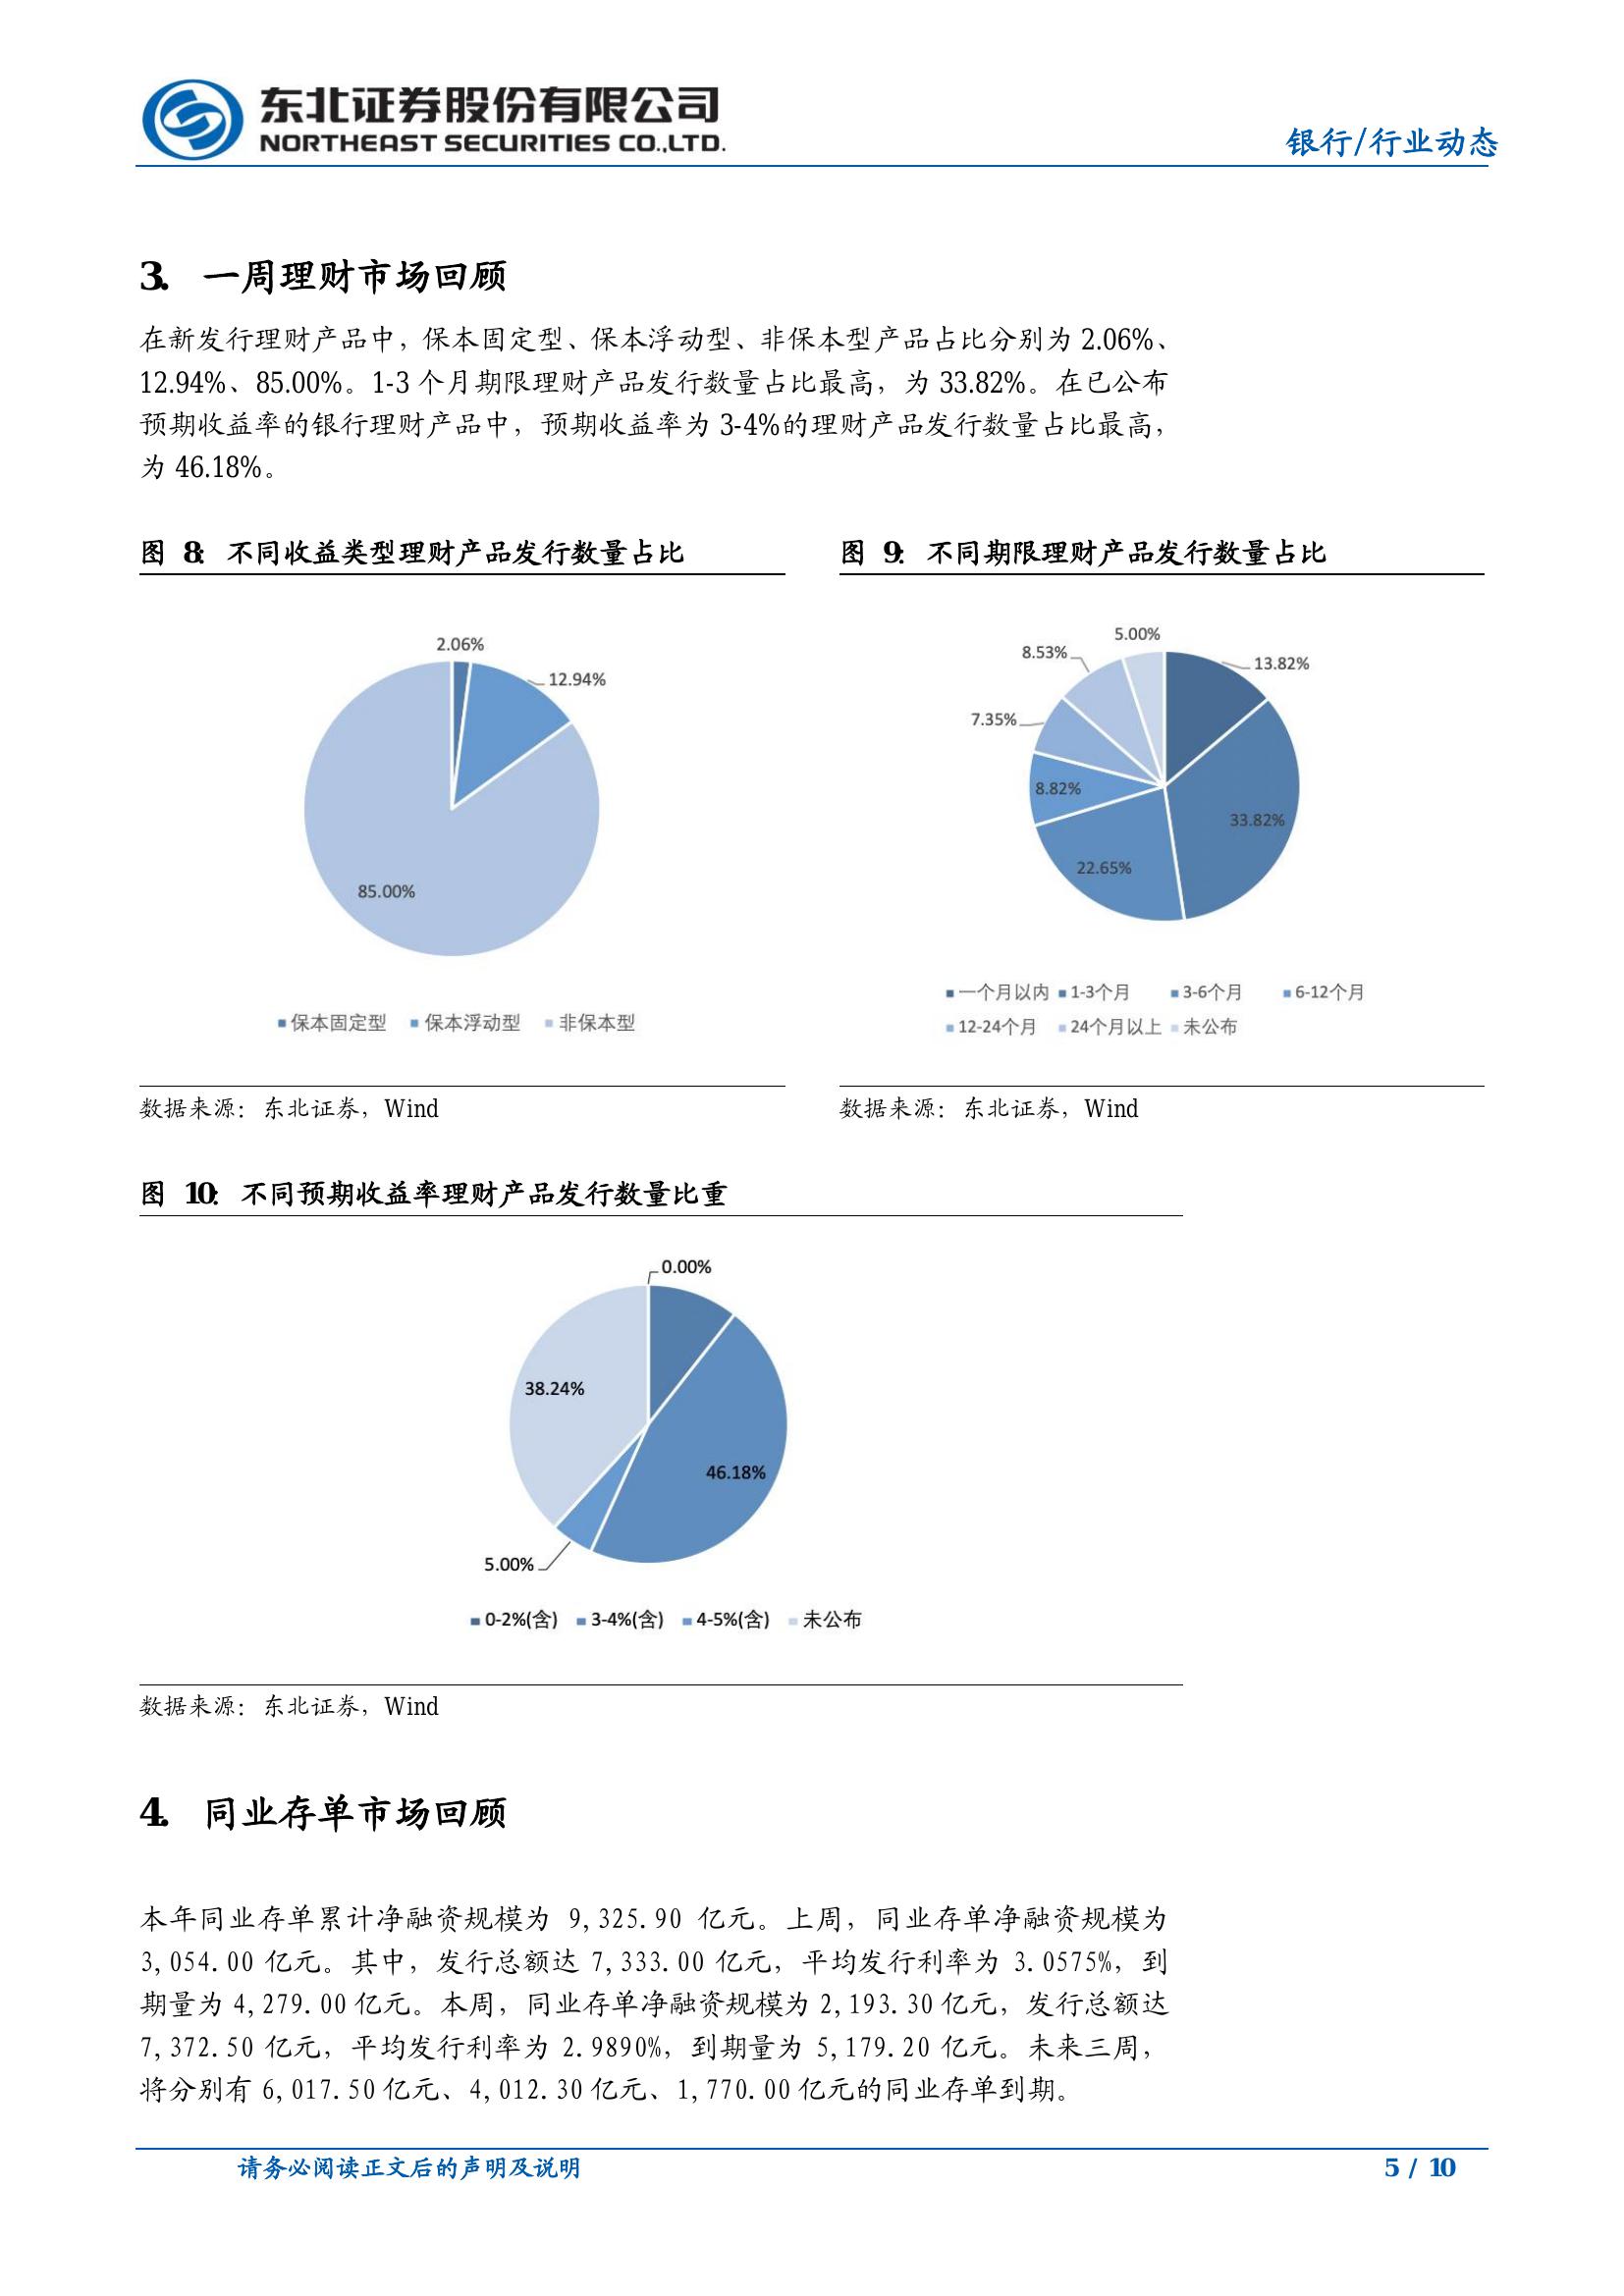 东北证券股份有限公司
NORTHEAST SECURITIES CO.,LTD.
银行/行业动态
3. 一周理财市场回顾
在新发行理财产品中，保本固定型、保本浮动型、非保本型产品占比分别为 2.06%、
12.94%、85.00%。1-3 个月期限理财产品发行数量占比最高，为 33.82%。在已公布
预期收益率的银行理财产品中，预期收益率为 3-4%的理财产品发行数量占比最高，
为 46.18%。
图 8: 不同收益类型理财产品发行数量占比
2.06%
12.94%
85.00%
保本固定型 保本浮动型 非保本型
数据来源：东北证券，Wind
图 9: 不同期限理财产品发行数量占比
5.00%
8.53%
13.82%
7.35%
8.82%
33.82%
22.65%
一个月以内 1-3个月 3-6个月 6-12个月
12-24个月 24个月以上 未公布
数据来源：东北证券，Wind
图 10: 不同预期收益率理财产品发行数量比重
0.00%
38.24%
46.18%
5.00%
0-2%(含) 3-4%(含) 4-5%(含) 未公布
数据来源：东北证券，Wind
4. 同业存单市场回顾
本年同业存单累计净融资规模为 9,325.90 亿元。上周，同业存单净融资规模为
3,054.00 亿元。其中，发行总额达 7,333.00 亿元，平均发行利率为 3.0575%，到
期量为 4,279.00 亿元。本周，同业存单净融资规模为 2,193.30 亿元，发行总额达
7,372.50 亿元，平均发行利率为 2.9890%，到期量为 5,179.20 亿元。未来三周，
将分别有 6,017.50 亿元、4,012.30 亿元、1,770.00 亿元的同业存单到期。
请务必阅读正文后的声明及说明
5 / 10